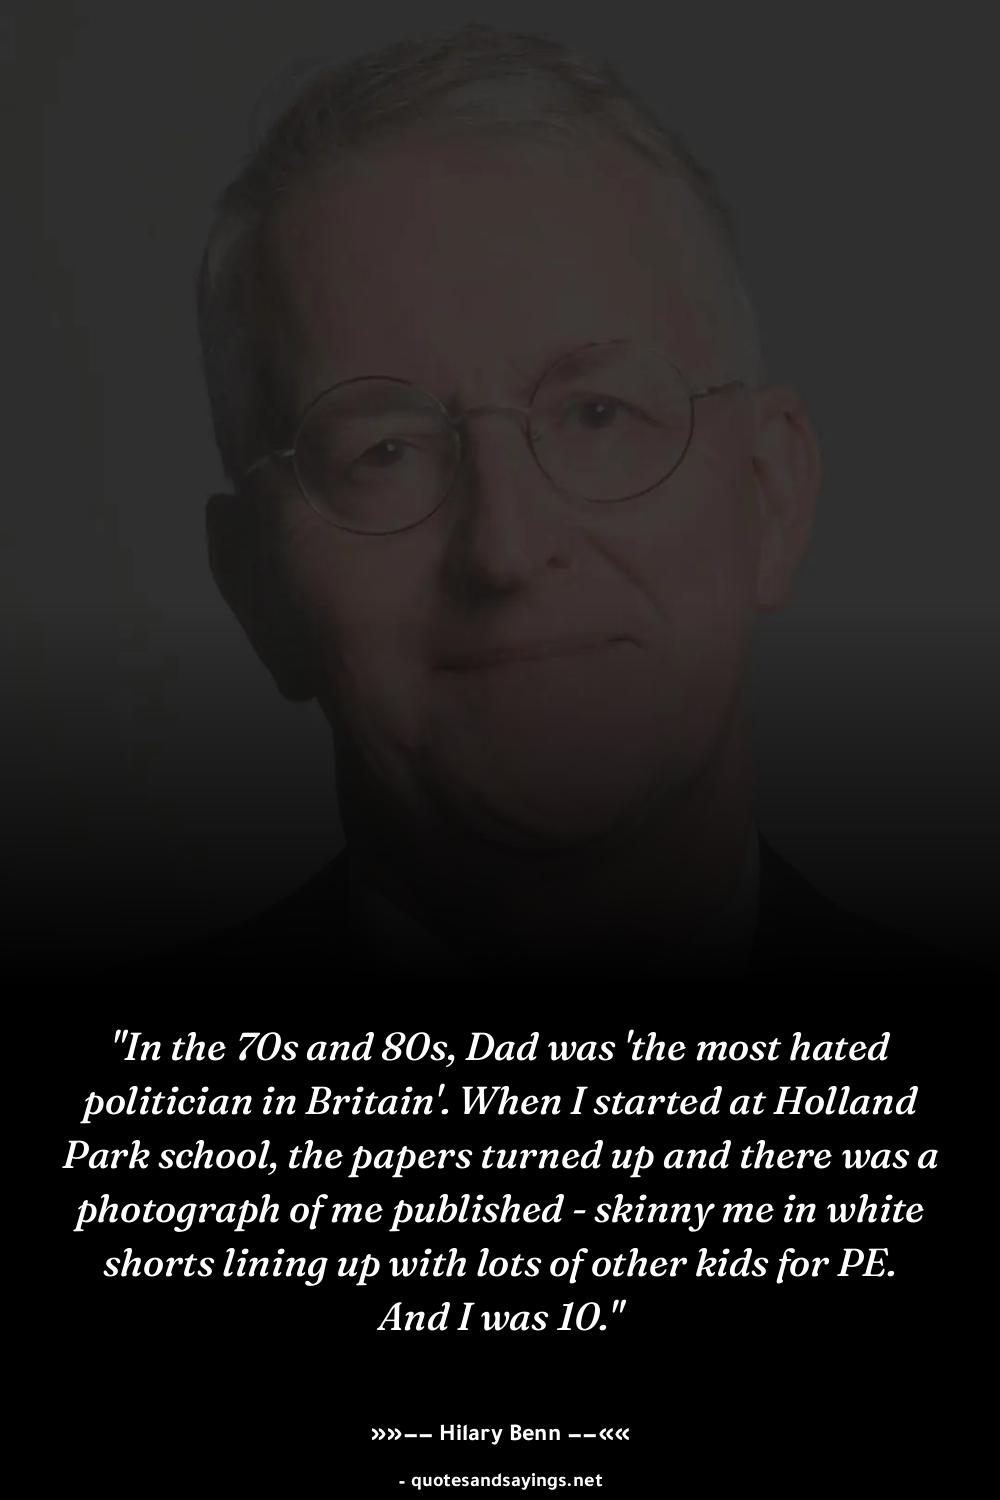 "In the 70s and 80s, Dad was 'the most hated
politician in Britain'. When I started at Holland
Park school, the papers turned up and there was a
photograph of me published - skinny me in white
shorts lining up with lots of other kids for PE.
And I was 10."
»»–– Hilary Benn ––««
- quotesandsayings.net